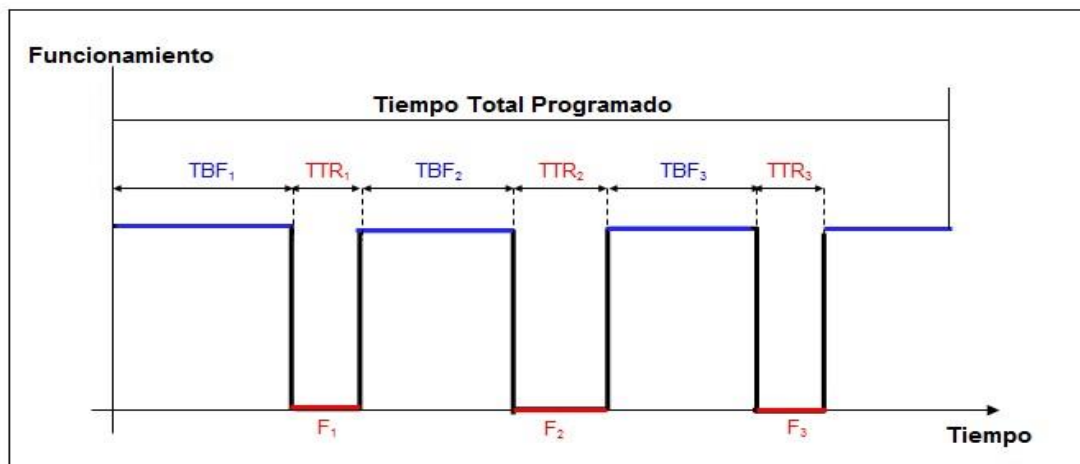 Funcionamiento
Tiempo Total Programado
TBF₁ TTR₁ TBF₂ TTR₂ TBF₃ TTR₃
F₁ F₂ F₃
Tiempo